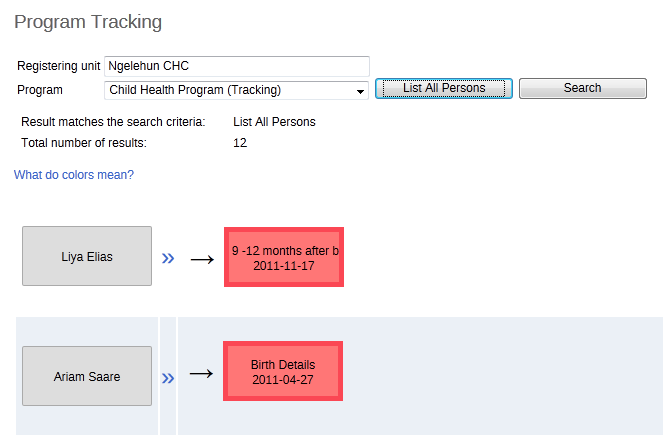 Program Tracking
Registering unit Ngelehun CHC
Program Child Health Program (Tracking) List All Persons Search
Result matches the search criteria: List All Persons
Total number of results: 12
What do colors mean?
Liya Elias » → 9 -12 months after b
2011-11-17
Ariam Saare » → Birth Details
2011-04-27